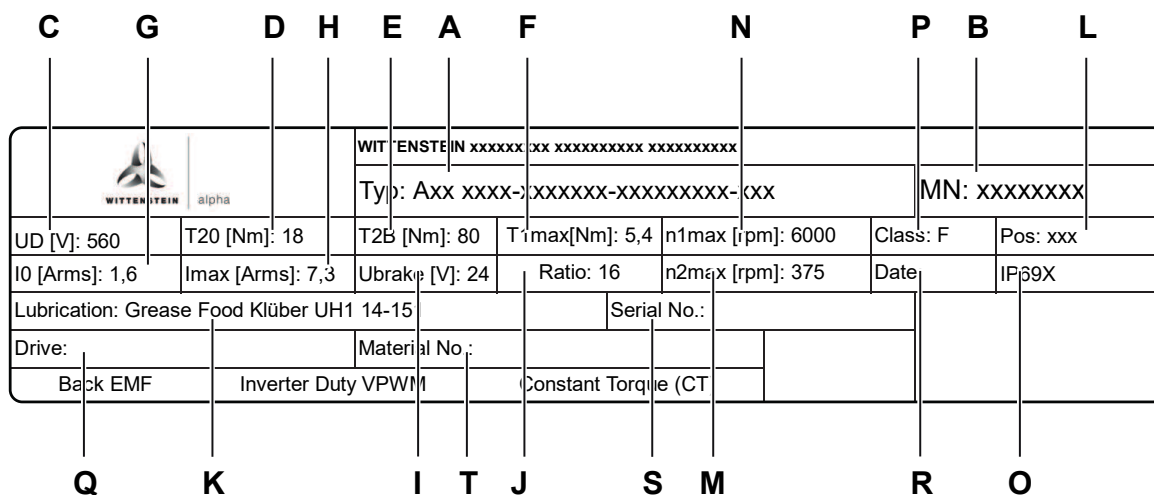 C G D H E A F N P B L
WITTENSTEIN xxxxxxxxx xxxxxxxxxx xxxxxxxxxx
WITTENSTEIN alpha
Typ: Axx xxxx-xxxxxxx-xxxxxxxxx-xxx MN: xxxxxxxx
UD [V]: 560 T20 [Nm]: 18 T2B [Nm]: 80 T1max[Nm]: 5,4 n1max [rpm]: 6000 Class: F Pos: xxx
I0 [Arms]: 1,6 Imax [Arms]: 7,3 Ubrake [V]: 24 Ratio: 16 n2max [rpm]: 375 Date IP69X
Lubrication: Grease Food Klüber UH1 14-151 Serial No.:
Drive: Material No.:
Back EMF Inverter Duty VPWM Constant Torque (CT)
Q K I T J S M R O